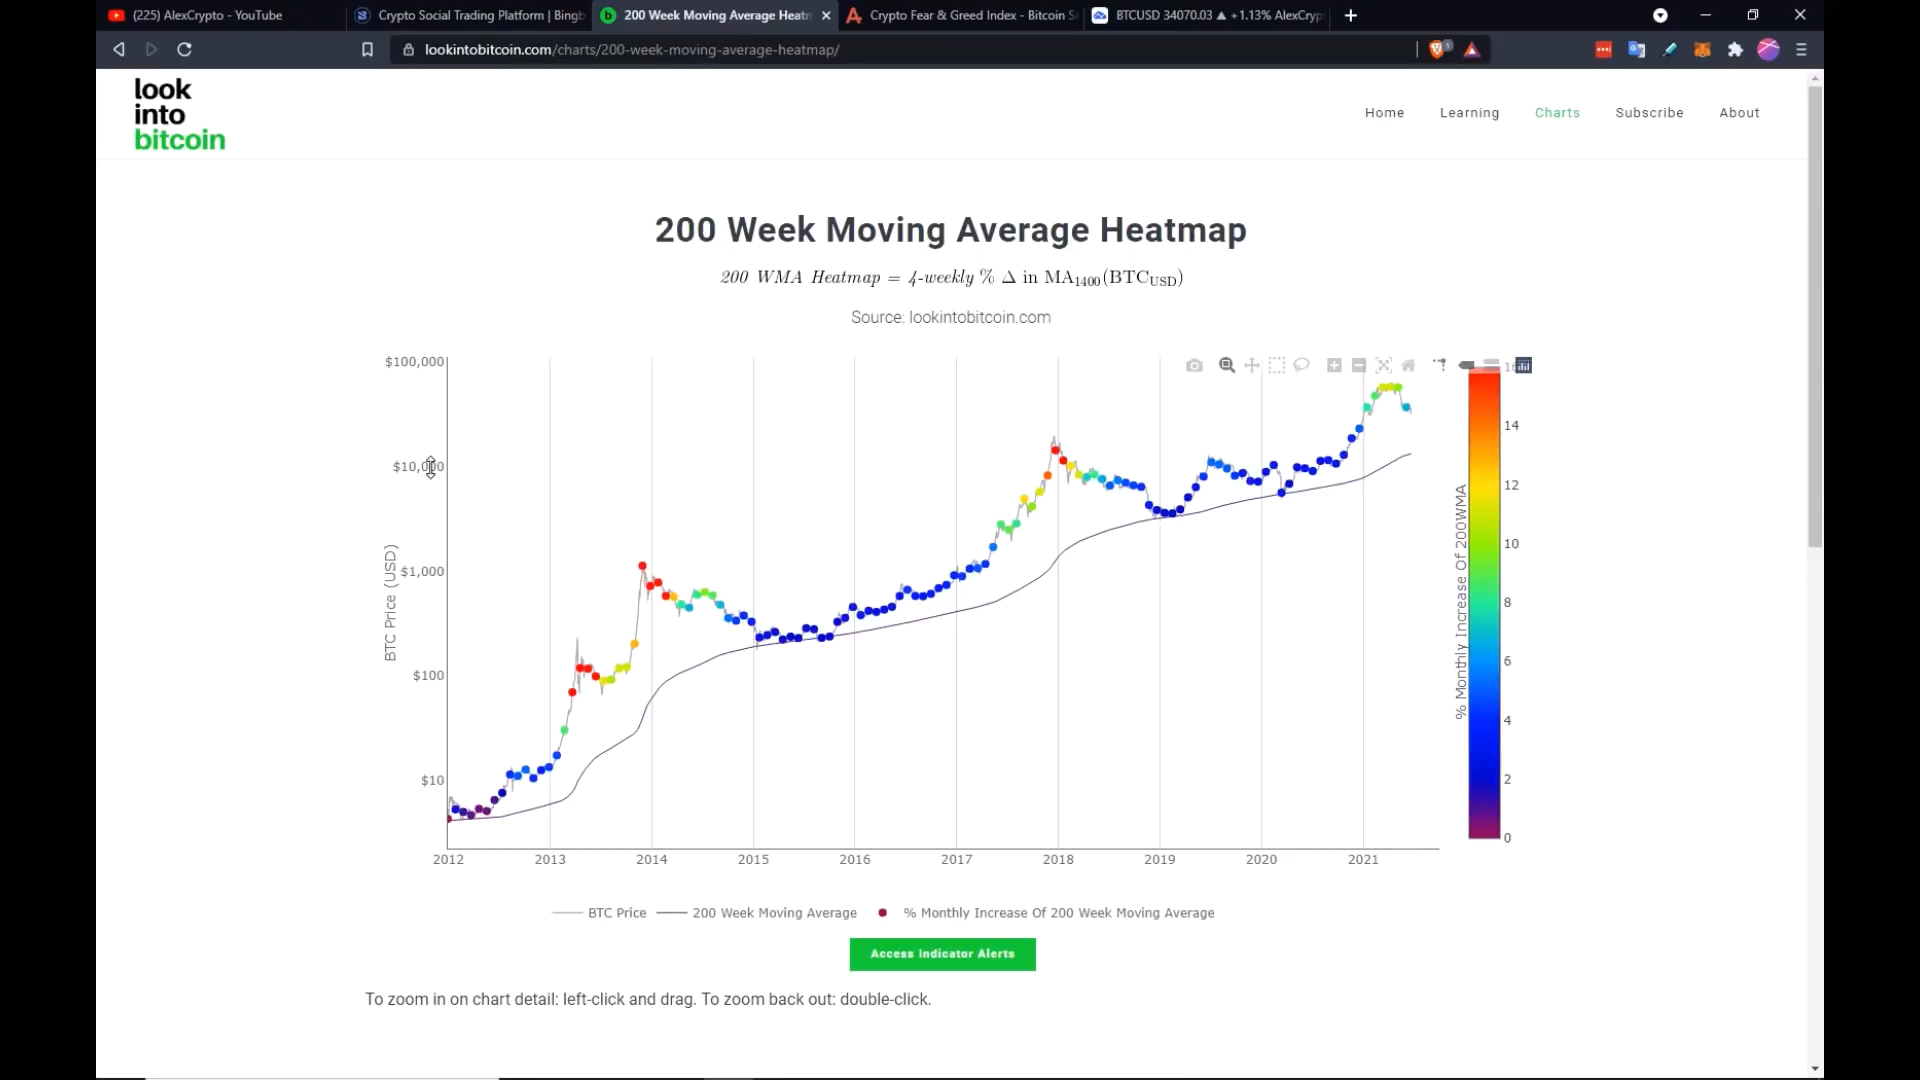 (225) AlexCrypto - YouTube
Crypto Social Trading Platform | Bingb
200 Week Moving Average Heatm
Crypto Fear & Greed Index - Bitcoin S
BTCUSD 34070.03 ▲ +1.13% AlexCryp
lookintobitcoin.com/charts/200-week-moving-average-heatmap/
look
into
bitcoin
Home
Learning
Charts
Subscribe
About
200 Week Moving Average Heatmap
200 WMA Heatmap = 4-weekly % Δ in MA1400(BTCUSD)
Source: lookintobitcoin.com
$100,000
$10,000
$1,000
$100
$10
BTC Price (USD)
2012 2013 2014 2015 2016 2017 2018 2019 2020 2021
14
12
10
8
6
4
2
0
% Monthly Increase Of 200WMA
BTC Price
200 Week Moving Average
% Monthly Increase Of 200 Week Moving Average
Access Indicator Alerts
To zoom in on chart detail: left-click and drag. To zoom back out: double-click.